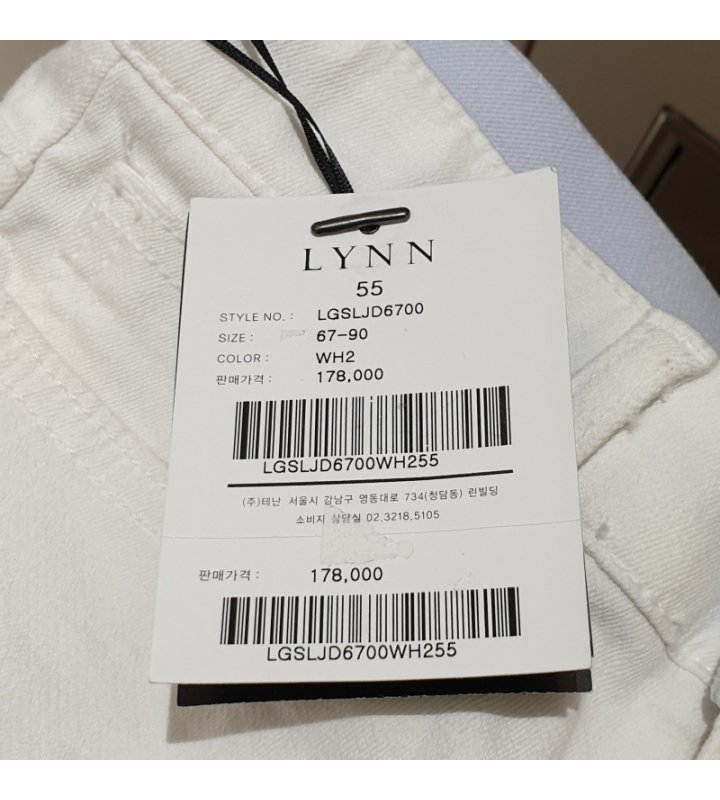 LYNN
55
STYLE NO. : LGSLJD6700
SIZE : 67-90
COLOR : WH2
판매가격 : 178,000
LGSLJD6700WH255
(주)테난 서울시 강남구 영동대로 734(청담동) 린빌딩
소비자 상담실 02.3218.5105
판매가격 : 178,000
LGSLJD6700WH255